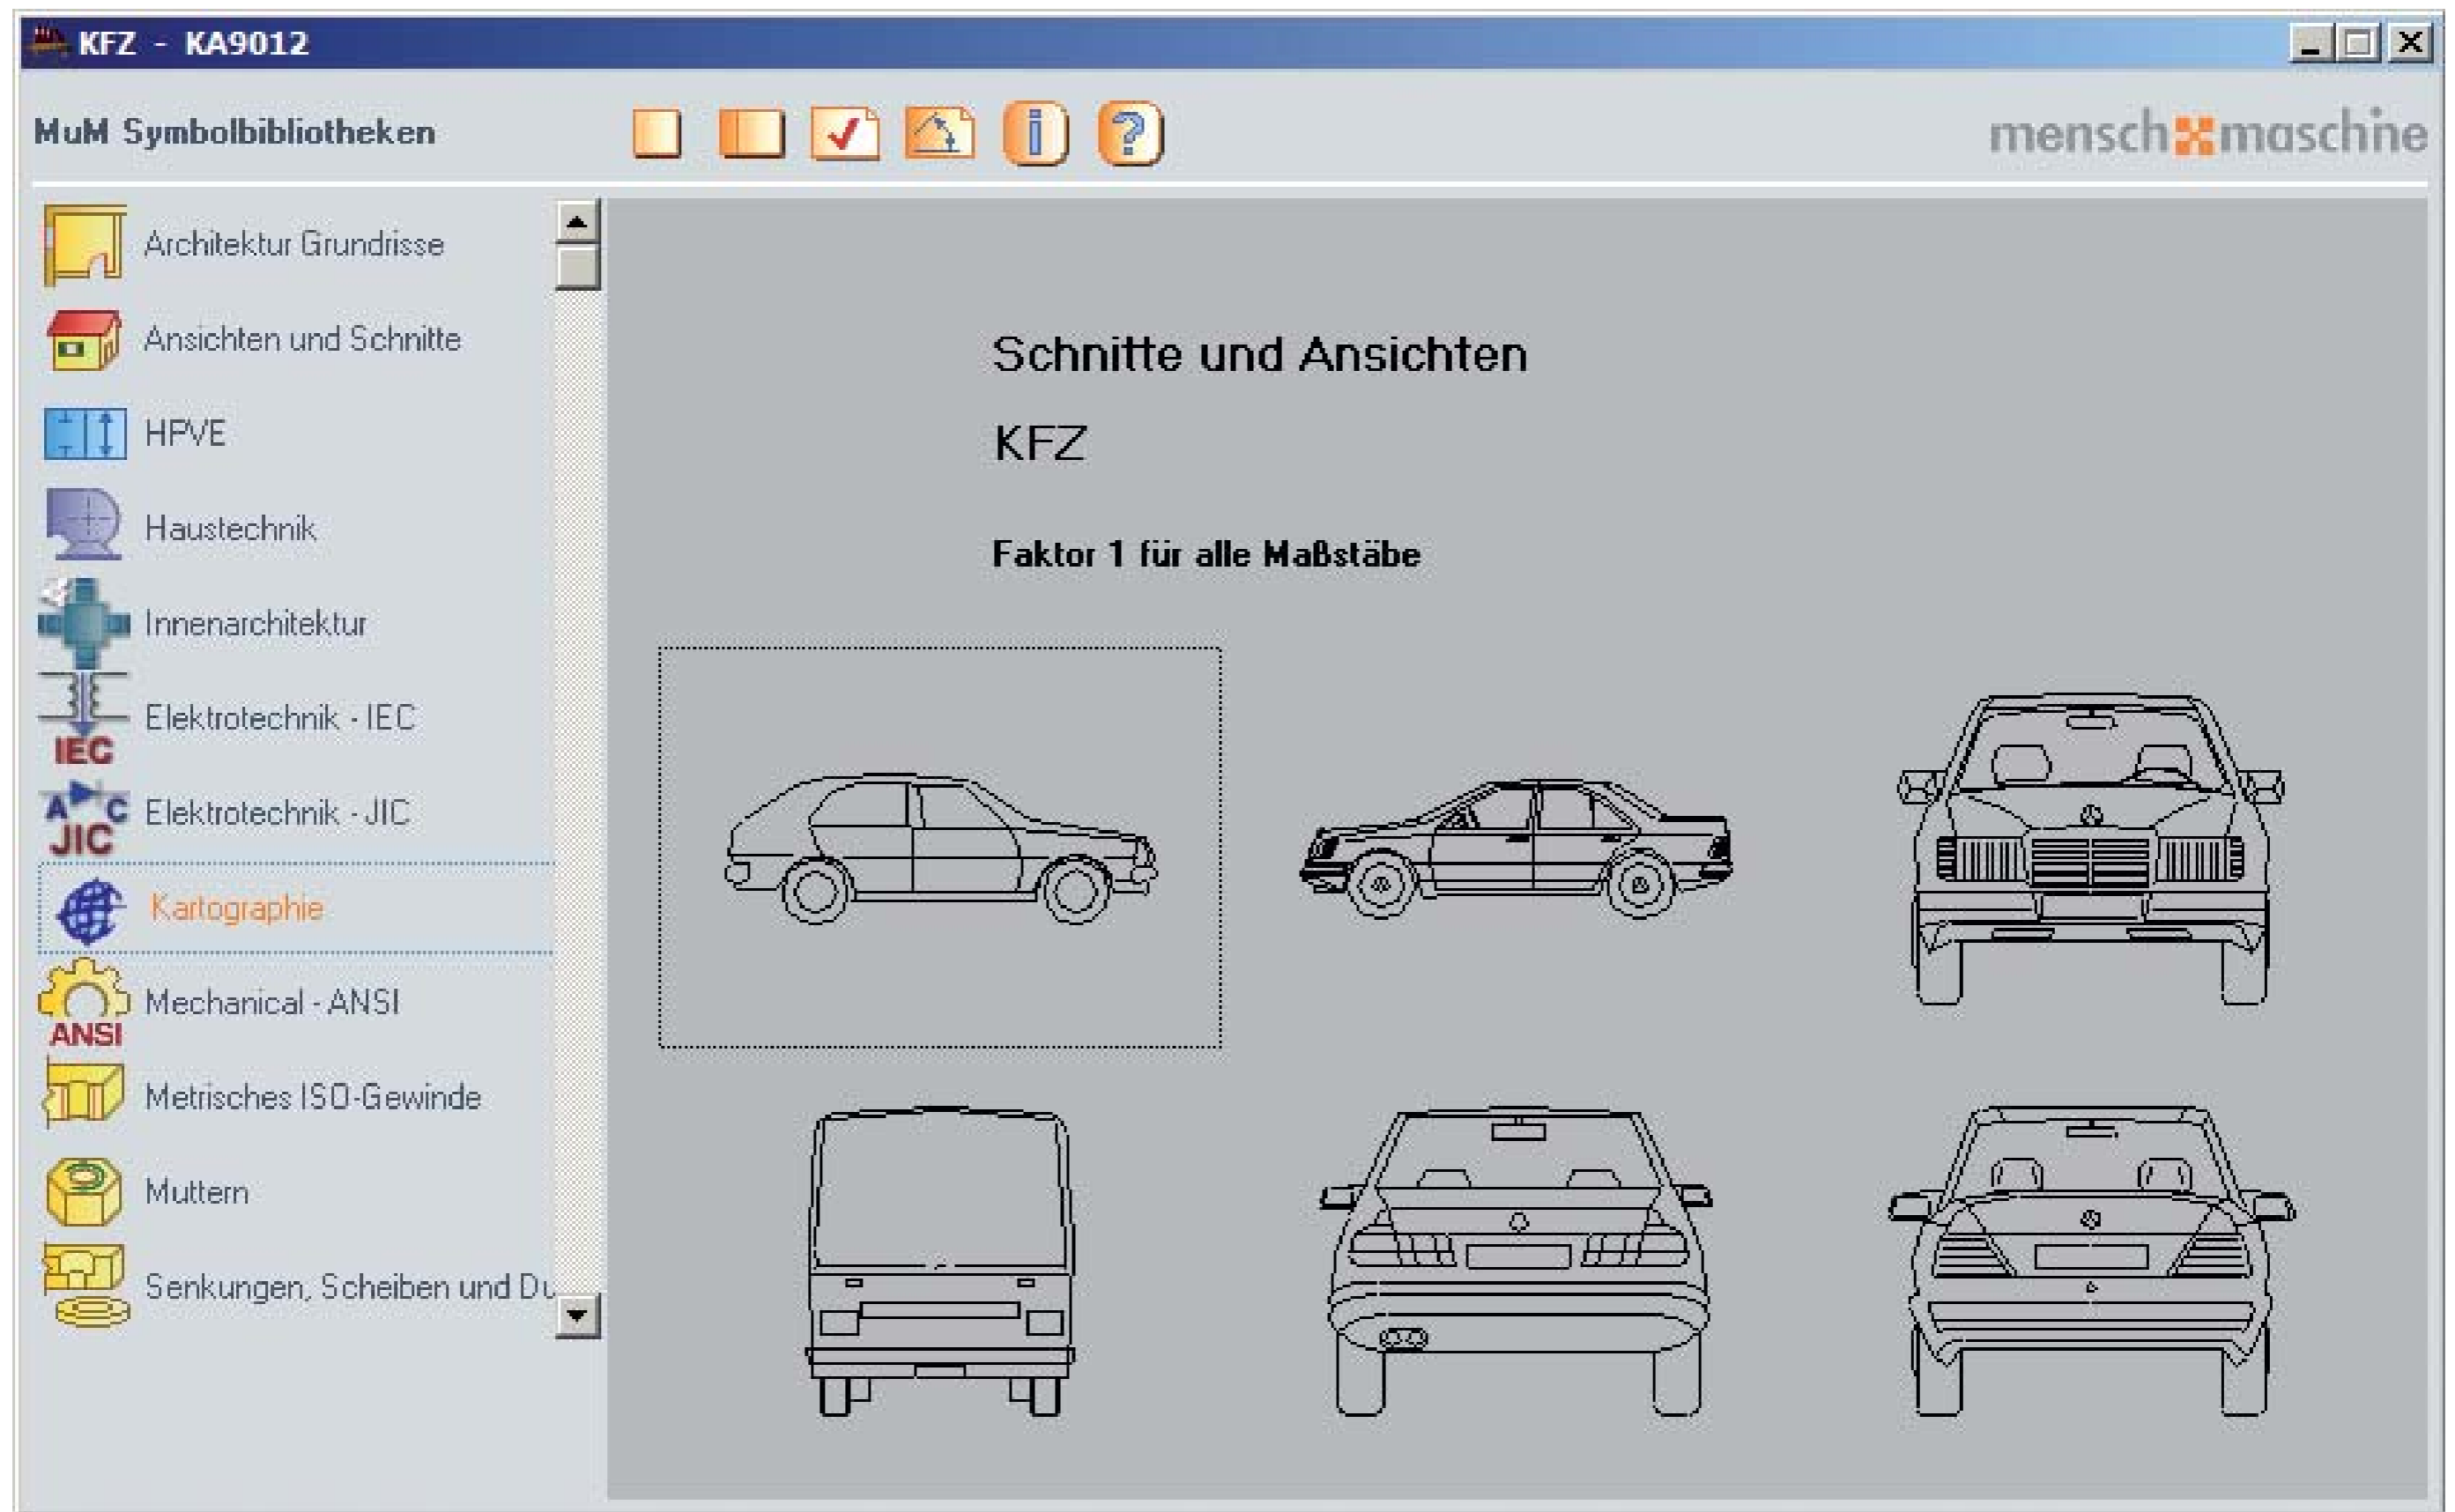 KFZ - KA9012
MuM Symbolbibliotheken
mensch maschine
Architektur Grundrisse
Ansichten und Schnitte
HPVE
Haustechnik
Innenarchitektur
IEC
Elektrotechnik - IEC
A C
JIC
Elektrotechnik - JIC
Kartographie
ANSI
Mechanical - ANSI
Metrisches ISO-Gewinde
Muttern
Senkungen, Scheiben und Du
Schnitte und Ansichten
KFZ
Faktor 1 für alle Maßstäbe